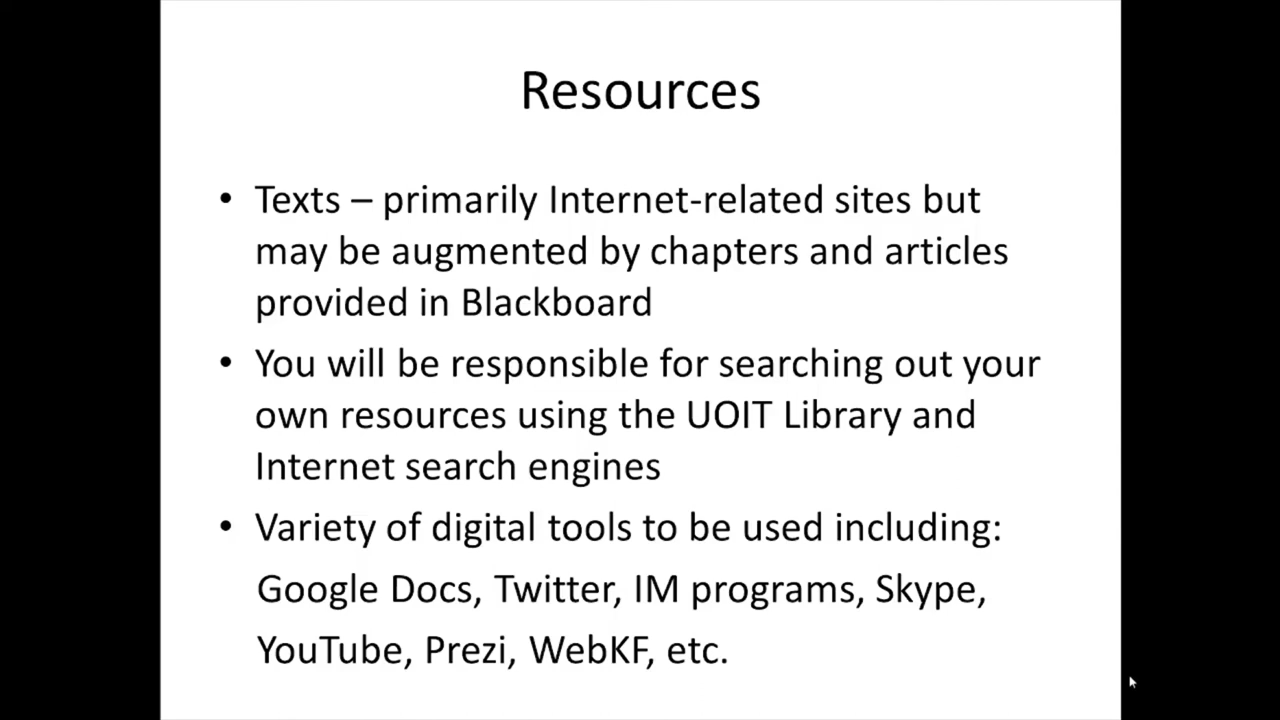 Resources
• Texts – primarily Internet-related sites but
may be augmented by chapters and articles
provided in Blackboard
• You will be responsible for searching out your
own resources using the UOIT Library and
Internet search engines
• Variety of digital tools to be used including:
Google Docs, Twitter, IM programs, Skype,
YouTube, Prezi, WebKF, etc.